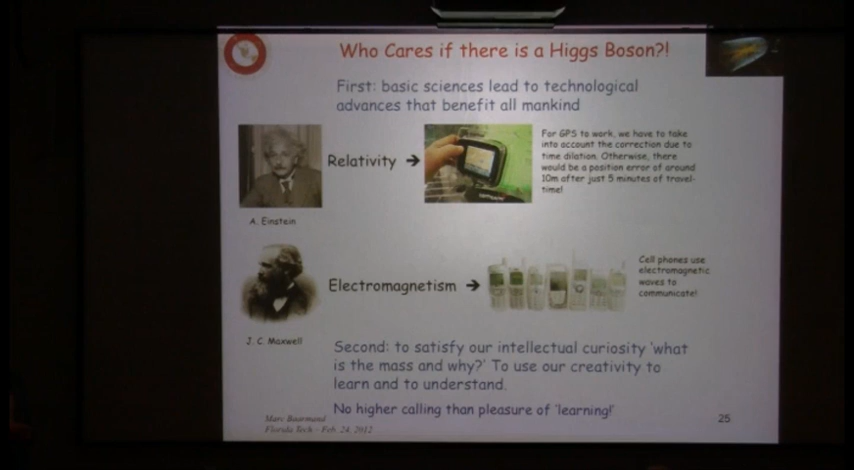 Who Cares if there is a Higgs Boson?!
First: basic sciences lead to technological
advances that benefit all mankind
Relativity →
For GPS to work, we have to take
into account the correction due to
time dilation. Otherwise, there
would be a position error of around
10m after just 5 minutes of travel-
time!
A. Einstein
Electromagnetism →
Cell phones use
electromagnetic
waves to
communicate!
J. C. Maxwell
Second: to satisfy our intellectual curiosity 'what
is the mass and why?' To use our creativity to
learn and to understand.
No higher calling than pleasure of 'learning!'
Marc Baarmand
Florida Tech - Feb. 24, 2012
25